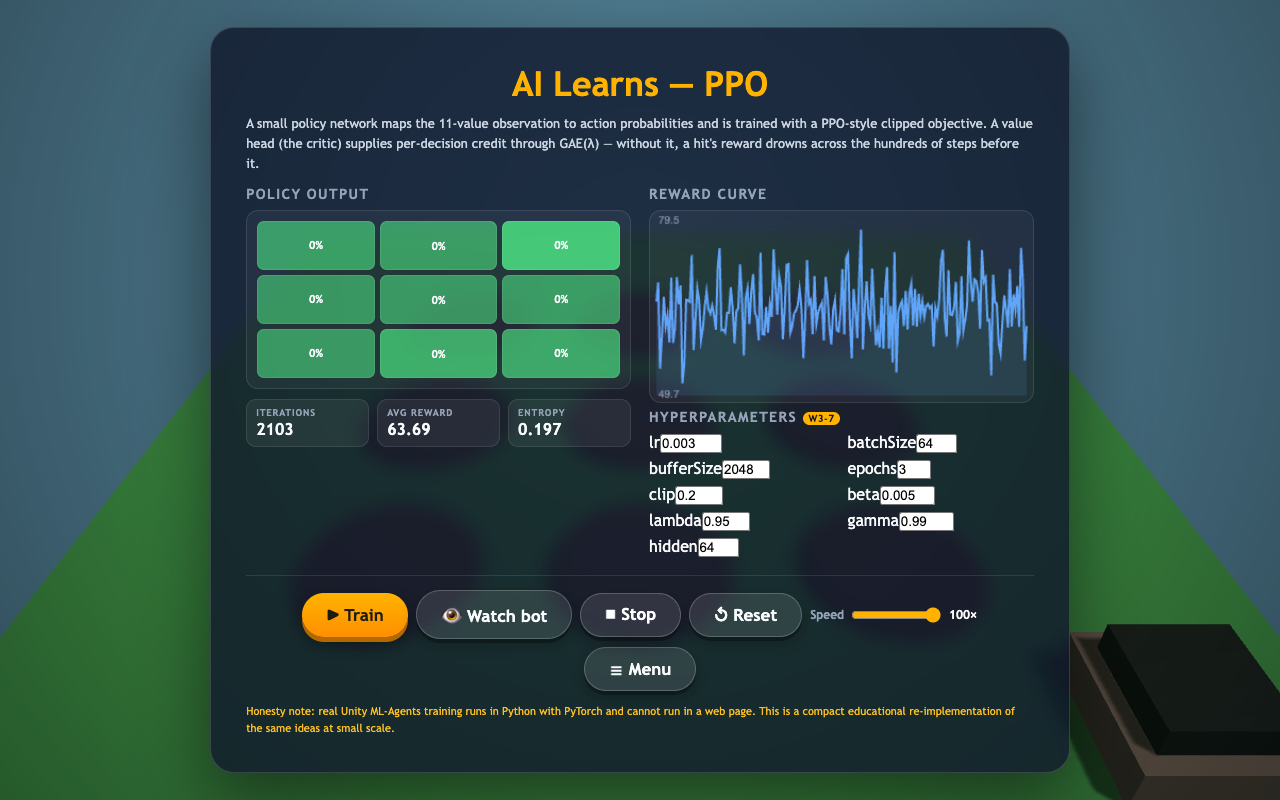 AI Learns — PPO
A small policy network maps the 11-value observation to action probabilities and is trained with a PPO-style clipped objective. A value
head (the critic) supplies per-decision credit through GAE(λ) — without it, a hit's reward drowns across the hundreds of steps before
it.
POLICY OUTPUT
0% 0% 0%
0% 0% 0%
0% 0% 0%
ITERATIONS AVG REWARD ENTROPY
2103 63.69 0.197
REWARD CURVE
79.5
49.7
HYPERPARAMETERS W3-7
lr 0.003 batchSize 64
bufferSize 2048 epochs 3
clip 0.2 beta 0.005
lambda 0.95 gamma 0.99
hidden 64
▶ Train 👁 Watch bot ■ Stop ↺ Reset Speed 100×
≡ Menu
Honesty note: real Unity ML-Agents training runs in Python with PyTorch and cannot run in a web page. This is a compact educational re-implementation of
the same ideas at small scale.